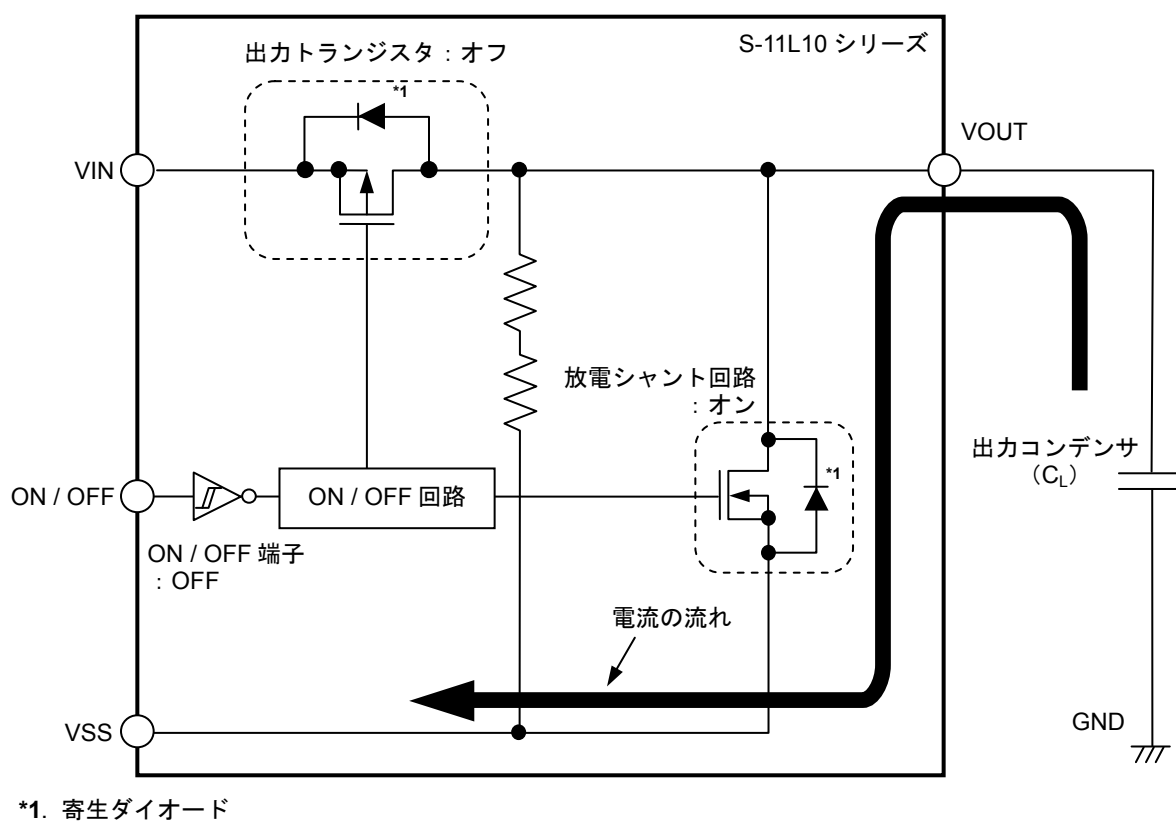 S-11L10 シリーズ
出力トランジスタ : オフ
*1
VIN
VOUT
放電シャント回路
: オン
*1
出力コンデンサ
（CL）
ON / OFF
ON / OFF 回路
ON / OFF 端子
: OFF
電流の流れ
VSS
GND
*1. 寄生ダイオード